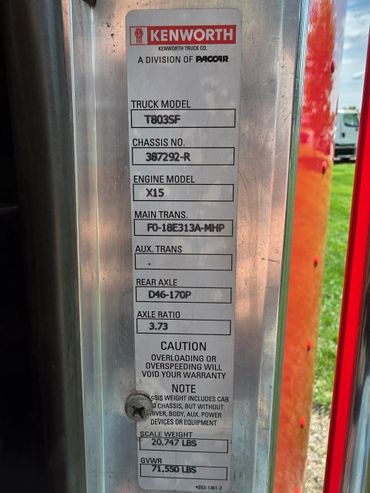 KENWORTH
KENWORTH TRUCK CO.
A DIVISION OF PACCAR
TRUCK MODEL
T803SF
CHASSIS NO.
387292-R
ENGINE MODEL
X15
MAIN TRANS.
FO-18E313A-MHP
AUX. TRANS
.
REAR AXLE
D46-170P
AXLE RATIO
3.73
CAUTION
OVERLOADING OR
OVERSPEEDING WILL
VOID YOUR WARRANTY
NOTE
WEIGHT INCLUDES CAB
CHASSIS, BUT WITHOUT
BODY, AUX. POWER
DEVICES OR EQUIPMENT
SCALE WEIGHT
20,747 LBS
GVWR
71,550 LBS